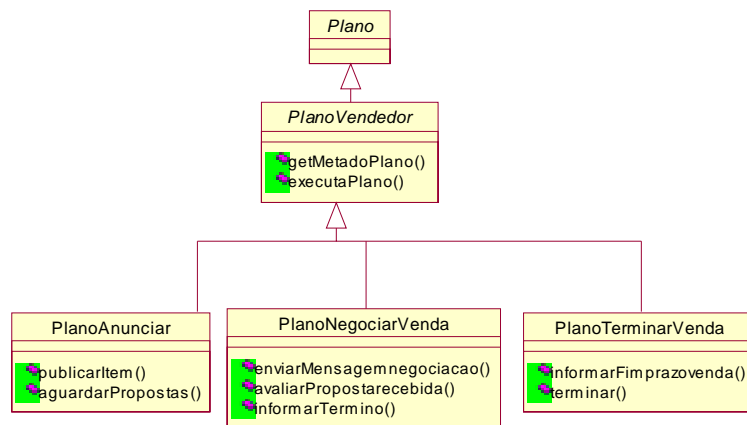 Plano
PlanoVendedor
getMetadoPlano()
executaPlano()
PlanoAnunciar
publicarItem()
aguardarPropostas()
PlanoNegociarVenda
enviarMensagemnegociacao()
avaliarPropostarecebida()
informarTermino()
PlanoTerminarVenda
informarFimprazovenda()
terminar()